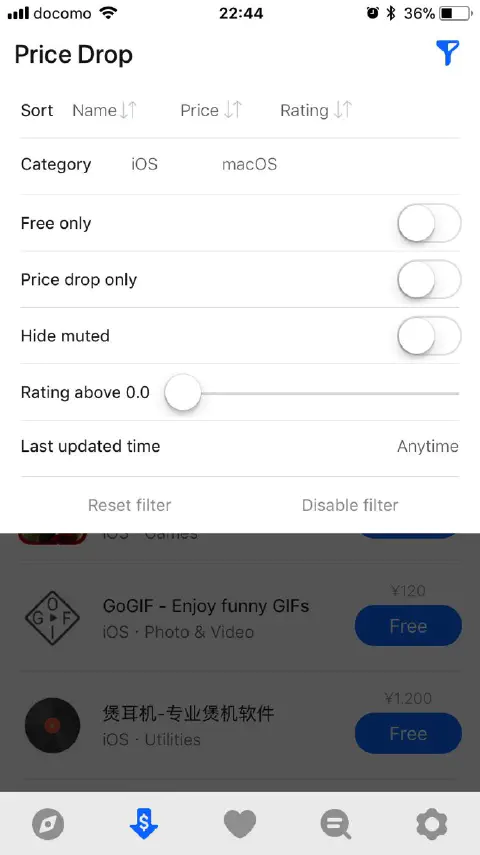 docomo 22:44 36%
Price Drop
Sort Name Price Rating
Category iOS macOS
Free only
Price drop only
Hide muted
Rating above 0.0
Last updated time Anytime
Reset filter Disable filter
iOS · Games
¥120
GoGIF - Enjoy funny GIFs
GOFI
iOS · Photo & Video
Free
¥1,200
煲耳机-专业煲机软件
iOS · Utilities
Free